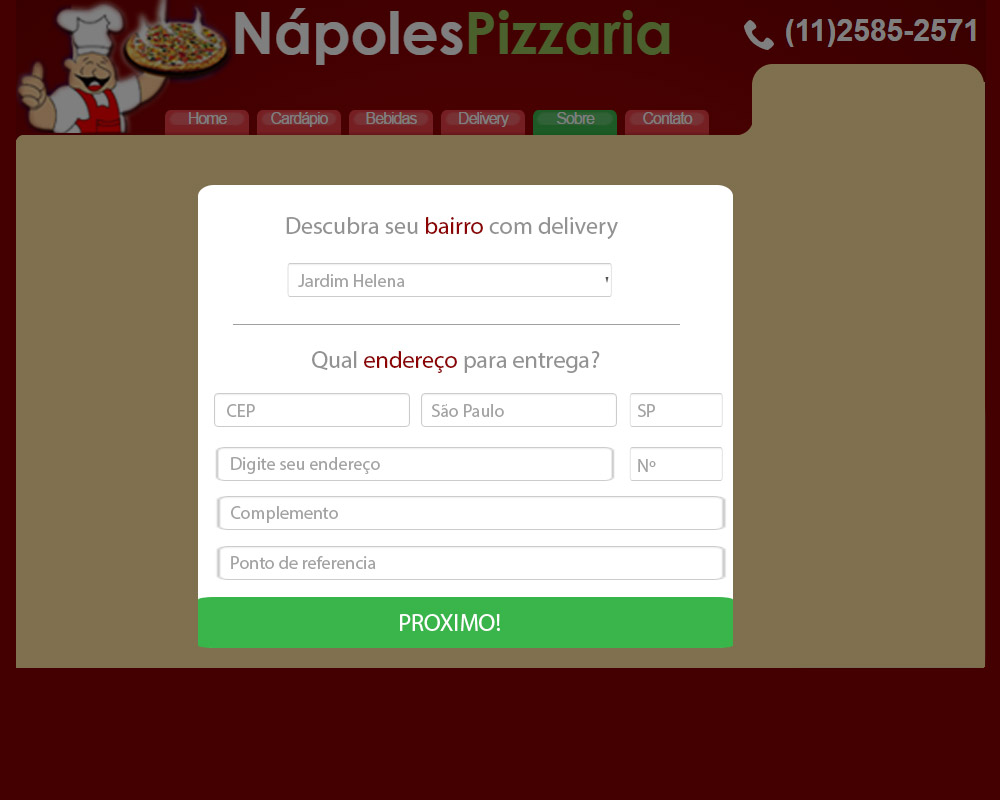 NápolesPizzaria
(11)2585-2571
Home Cardápio Bebidas Delivery Sobre Contato
Descubra seu bairro com delivery
Jardim Helena
Qual endereço para entrega?
CEP São Paulo SP
Digite seu endereço Nº
Complemento
Ponto de referencia
PROXIMO!